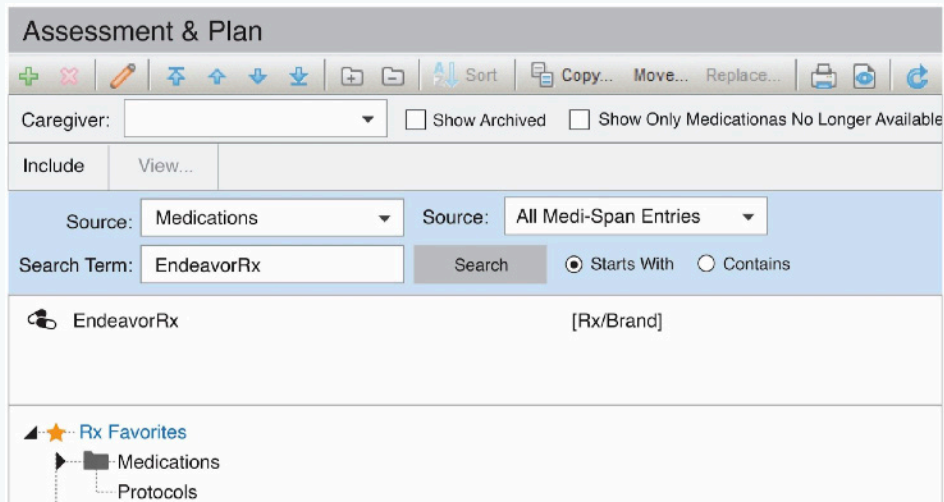 Assessment & Plan
Sort Copy... Move... Replace...
Caregiver: Show Archived Show Only Medicationas No Longer Available
Include View...
Source: Medications Source: All Medi-Span Entries
Search Term: EndeavorRx Search Starts With Contains
EndeavorRx [Rx/Brand]
Rx Favorites
Medications
Protocols